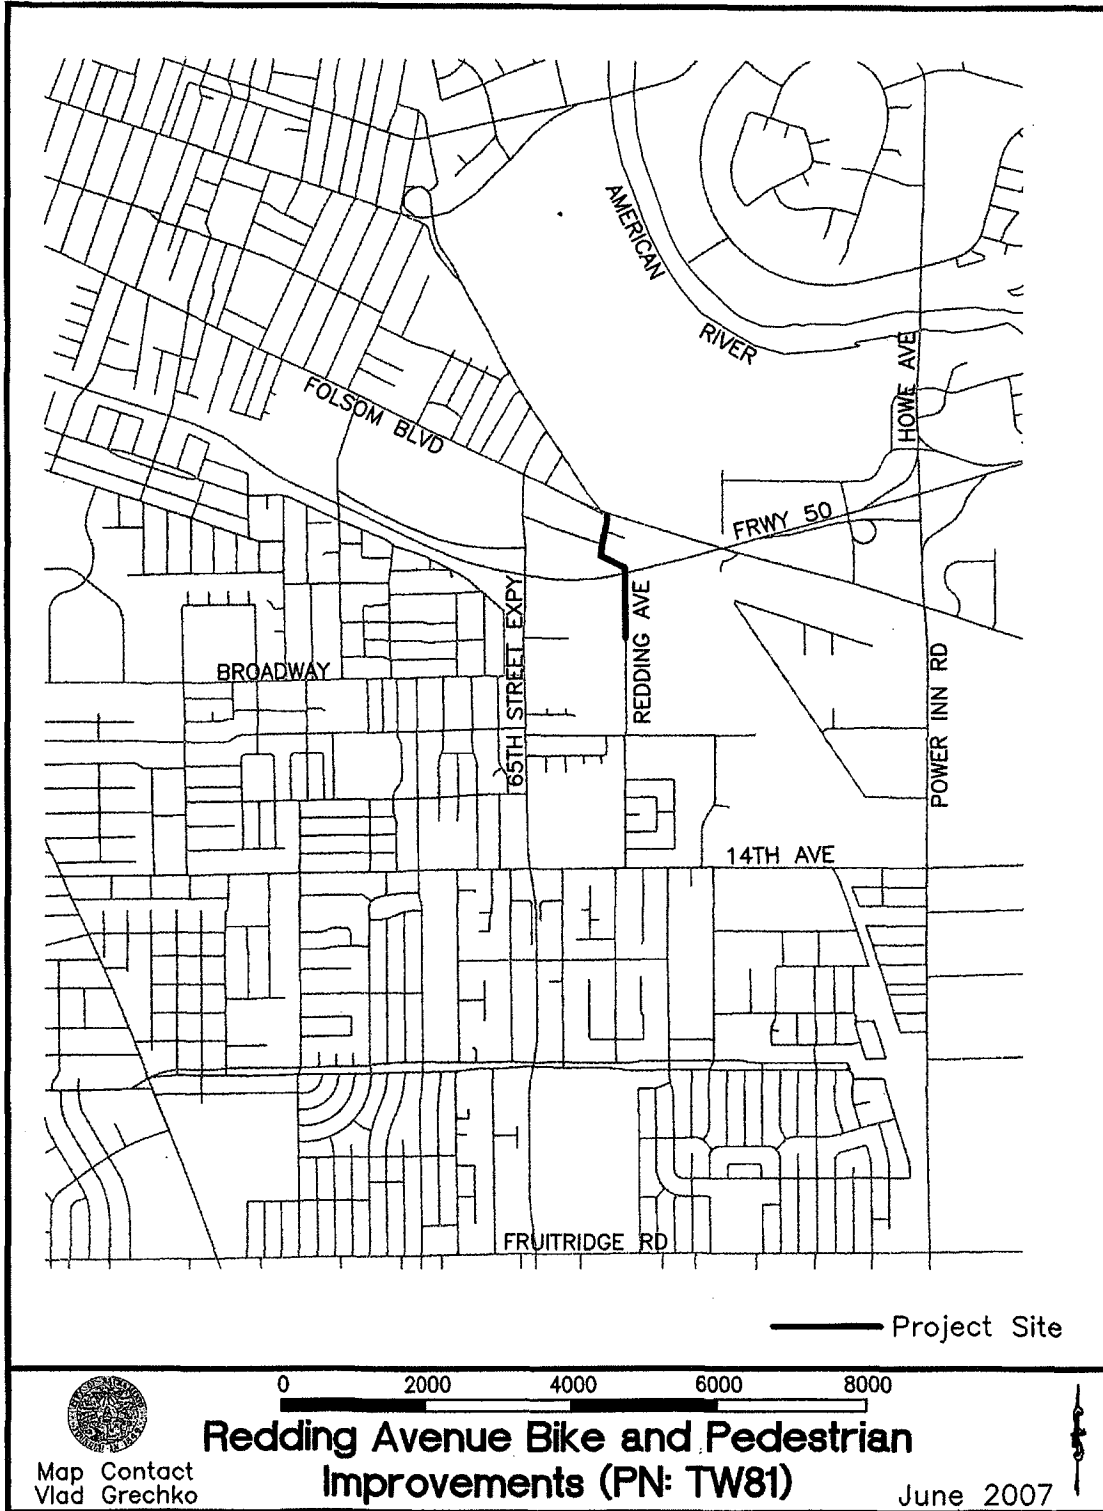 AMERICAN
RIVER
HOWE AVE
FOLSOM BLVD
FRWY 50
65TH STREET EXPY
REDDING AVE
BROADWAY
POWER INN RD
14TH AVE
FRUITRIDGE RD
Project Site
0 2000 4000 6000 8000
Redding Avenue Bike and Pedestrian
Improvements (PN: TW81)
Map Contact
Vlad Grechko
June 2007